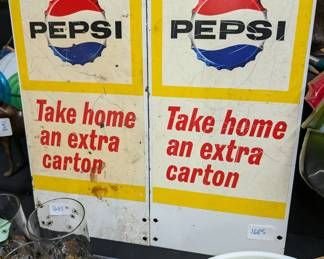 PEPSI
PEPSI
Take home
an extra
carton
Take home
an extra
carton